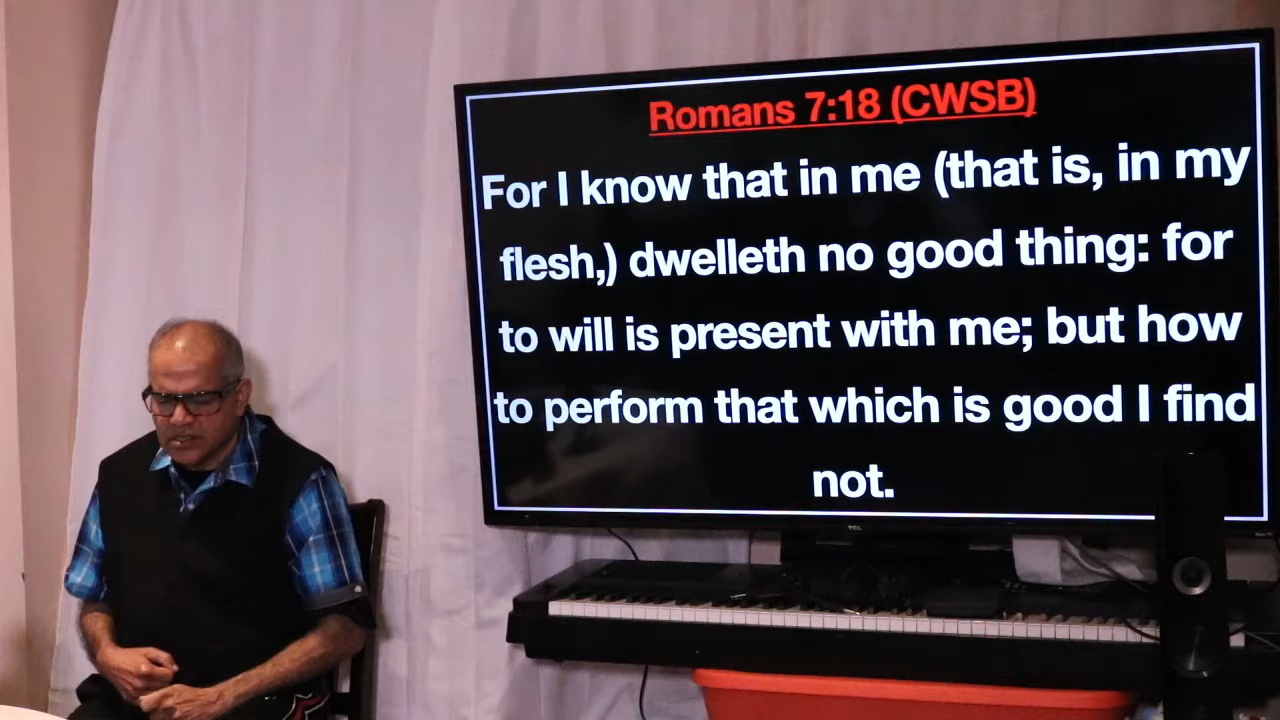 Romans 7:18 (CWSB)
For I know that in me (that is, in my
flesh,) dwelleth no good thing: for
to will is present with me; but how
to perform that which is good I find
not.
TCL